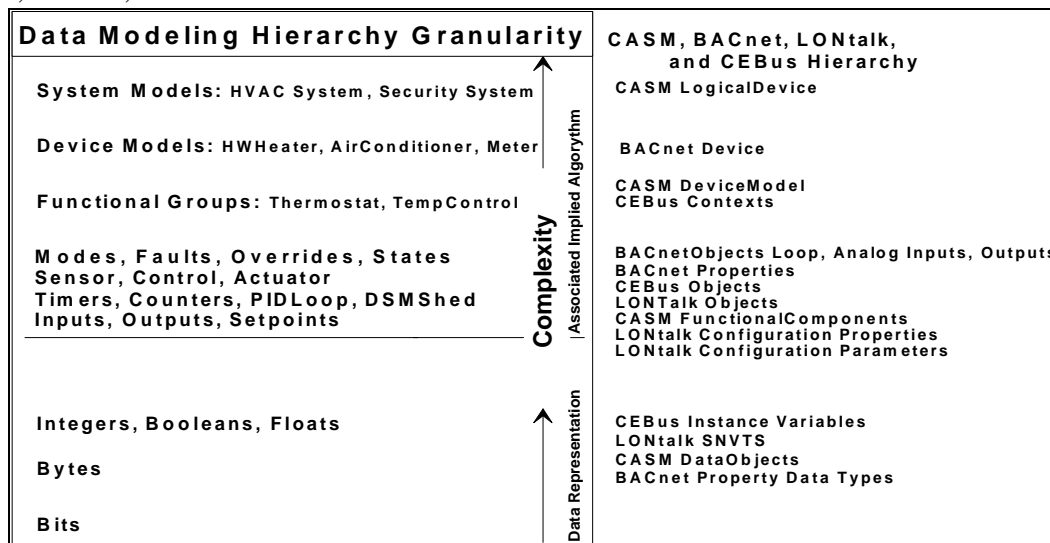 Data Modeling Hierarchy Granularity
System Models: HVAC System, Security System
Device Models: HWHeater, AirConditioner, Meter
Functional Groups: Thermostat, TempControl
Modes, Faults, Overrides, States
Sensor, Control, Actuator
Timers, Counters, PIDLoop, DSMShed
Inputs, Outputs, Setpoints
Integers, Booleans, Floats
Bytes
Bits
Complexity
Associated Implied Algorythm
Data Representation
CASM, BACnet, LONtalk,
and CEBus Hierarchy
CASM LogicalDevice
BACnet Device
CASM DeviceModel
CEBus Contexts
BACnetObjects Loop, Analog Inputs, Outputs
BACnet Properties
CEBus Objects
LONTalk Objects
CASM FunctionalComponents
LONtalk Configuration Properties
LONtalk Configuration Parameters
CEBus Instance Variables
LONtalk SNVTS
CASM DataObjects
BACnet Property Data Types